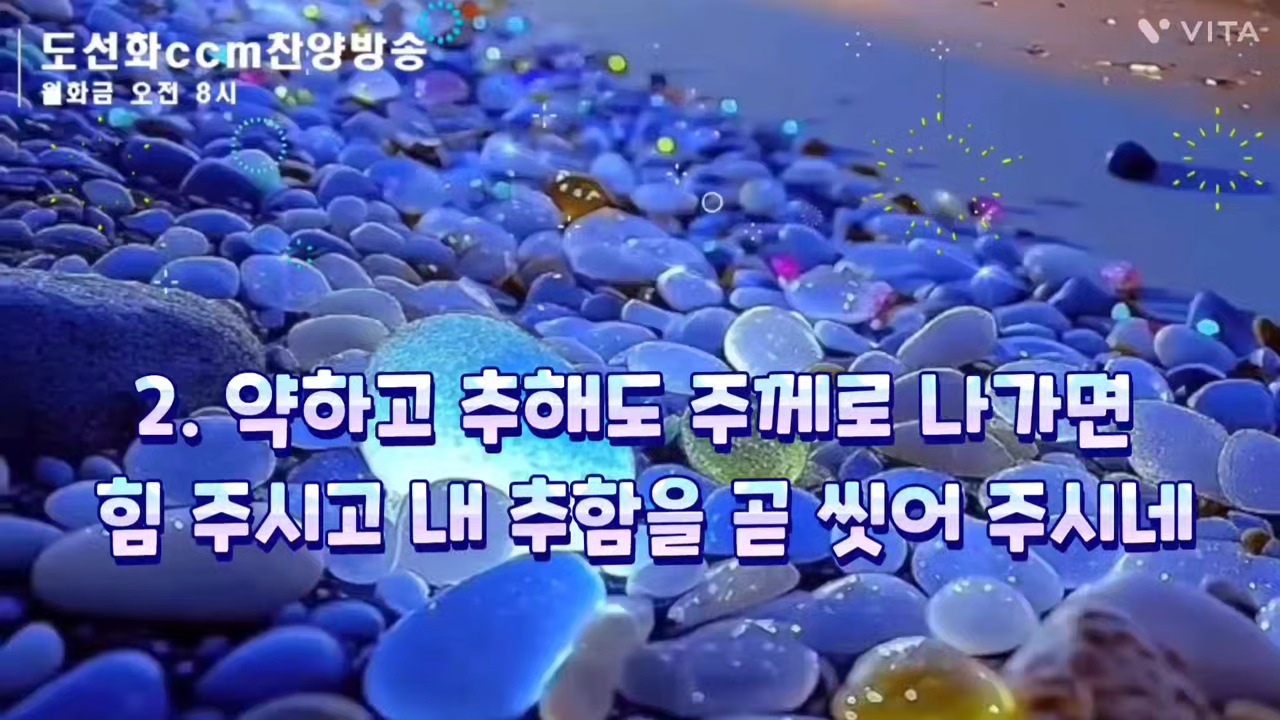 도선화ccm찬양방송
월화금 오전 8시
VITA
2. 약하고 추해도 주께로 나가면
힘 주시고 내 추함을 곧 씻어 주시네